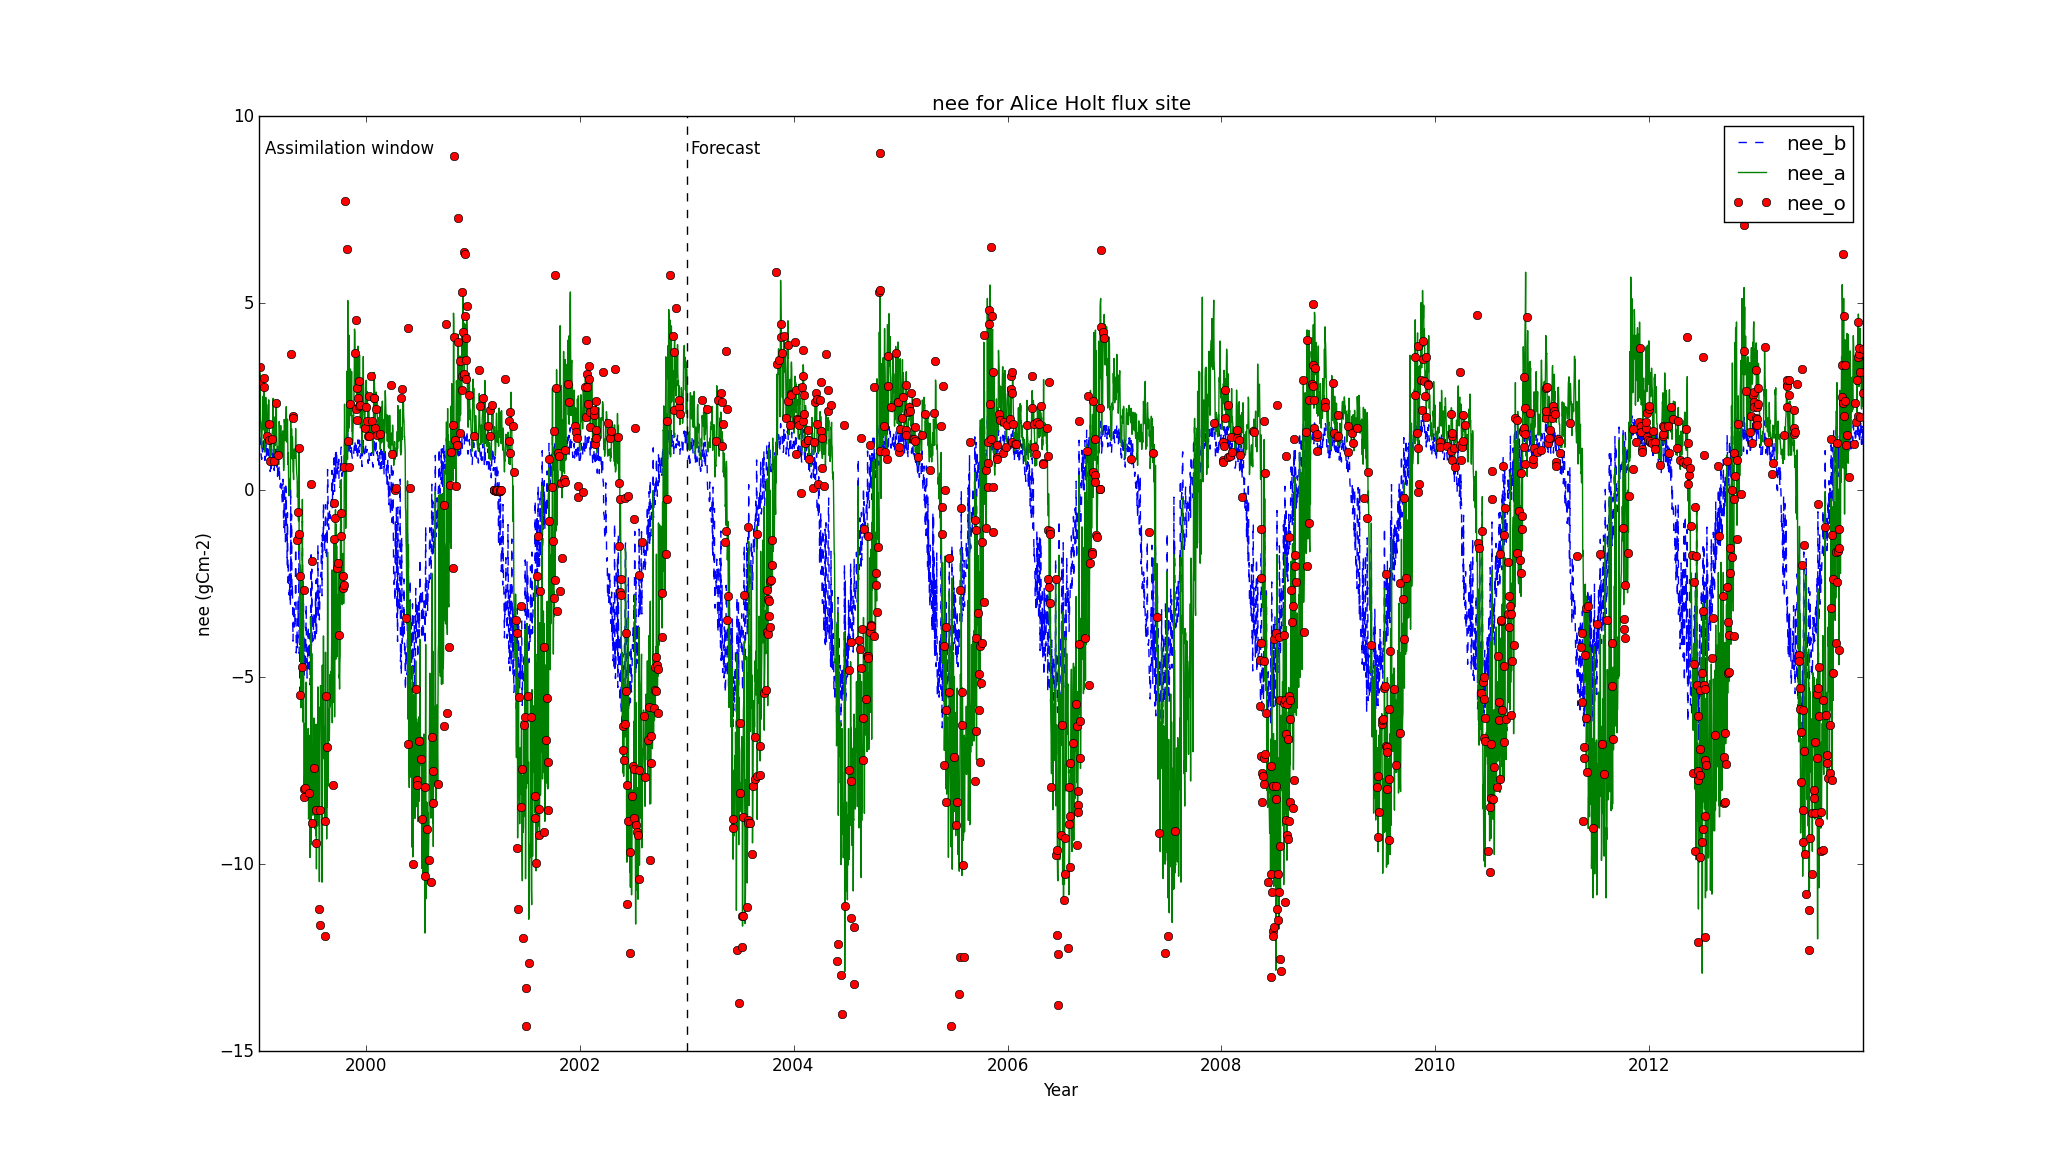 nee for Alice Holt flux site
10
Assimilation window
Forecast
nee_b
nee_a
nee_o
5
0
−5
−10
−15
nee (gCm-2)
2000
2002
2004
2006
2008
2010
2012
Year